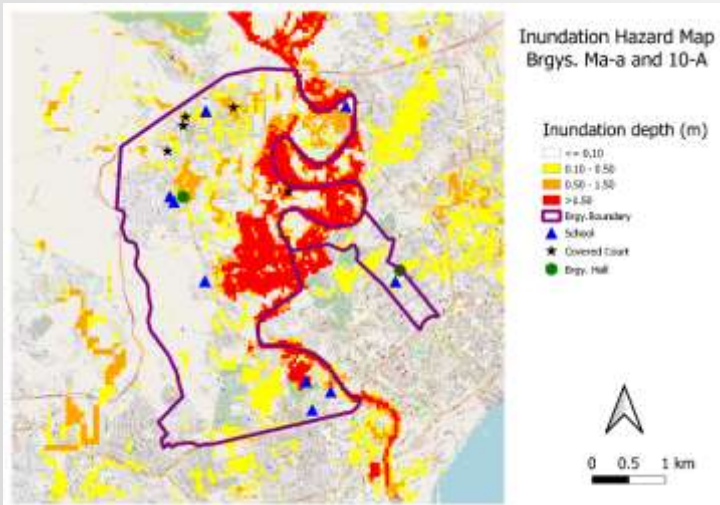 Inundation Hazard Map
Brgys. Ma-a and 10-A
Inundation depth (m)
<= 0.10
0.10 - 0.50
0.50 - 1.50
>1.50
Brgy.Boundary
School
Covered Court
Brgy. Hall
0 0.5 1 km